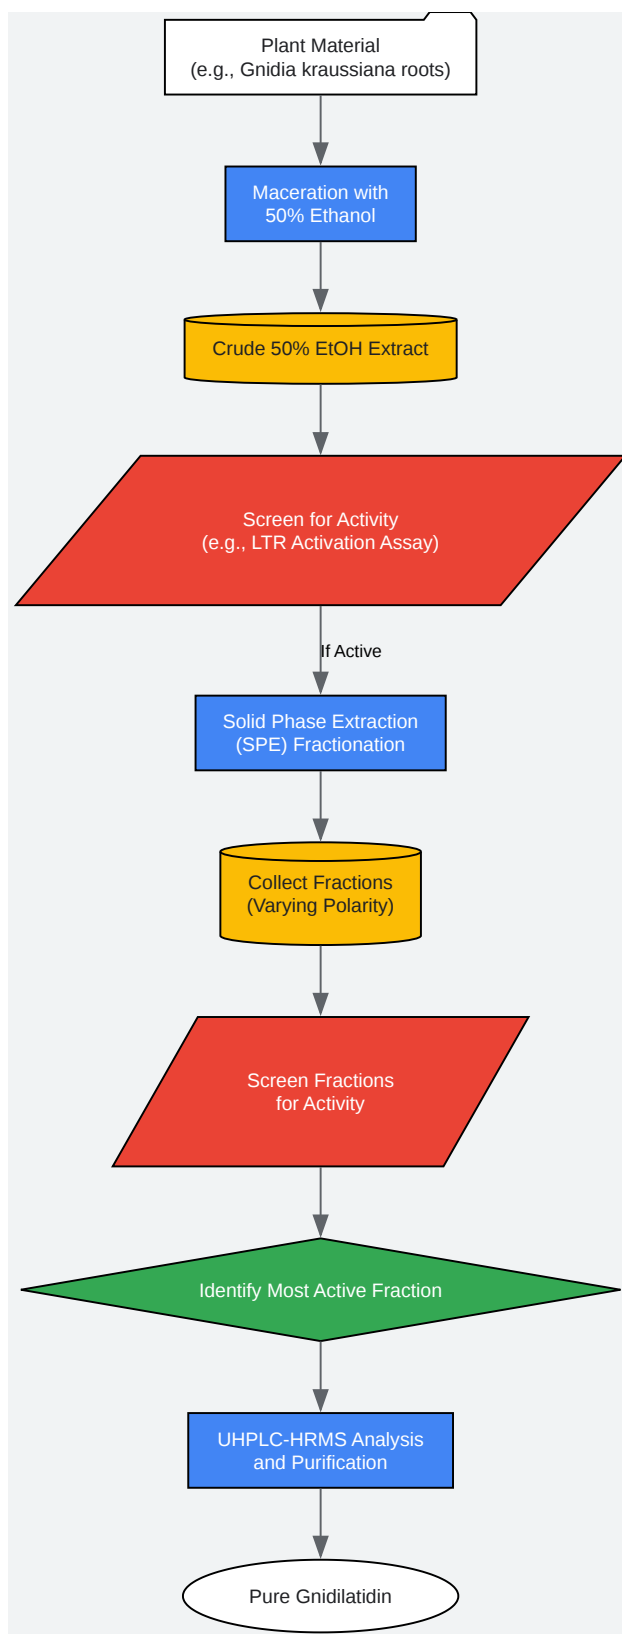 Plant Material
(e.g., Gnidia kraussiana roots)
Maceration with
50% Ethanol
Crude 50% EtOH Extract
Screen for Activity
(e.g., LTR Activation Assay)
If Active
Solid Phase Extraction
(SPE) Fractionation
Collect Fractions
(Varying Polarity)
Screen Fractions
for Activity
Identify Most Active Fraction
UHPLC-HRMS Analysis
and Purification
Pure Gnidilatidin